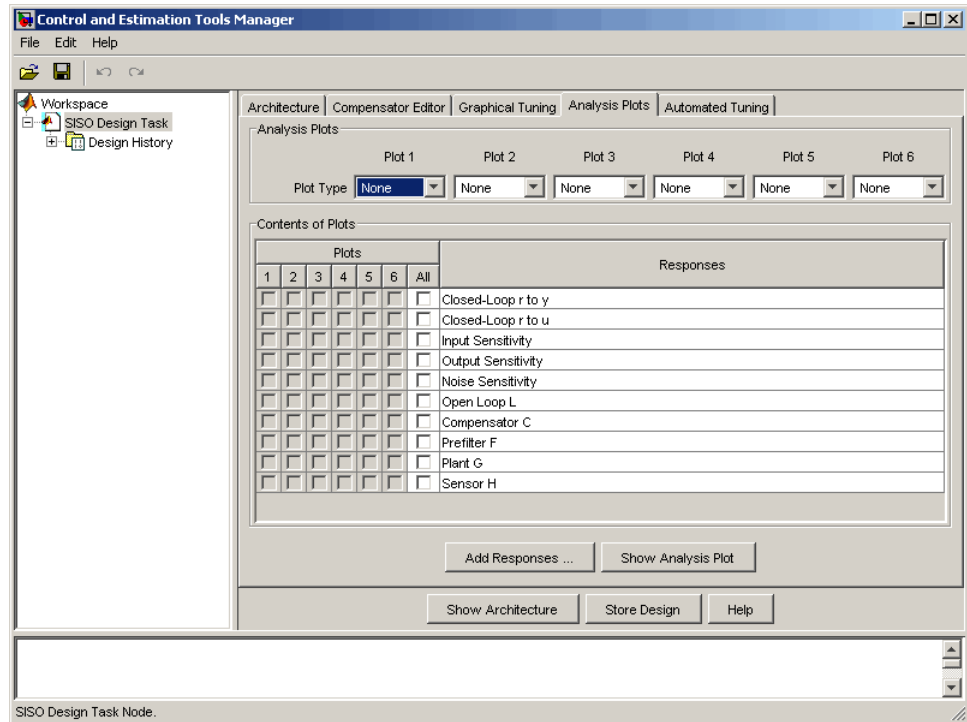 Control and Estimation Tools Manager
File Edit Help
Workspace
SISO Design Task
Design History
Architecture Compensator Editor Graphical Tuning Analysis Plots Automated Tuning
Analysis Plots
Plot 1 Plot 2 Plot 3 Plot 4 Plot 5 Plot 6
Plot Type None None None None None None
Contents of Plots
Plots
Responses
1 2 3 4 5 6 All
Closed-Loop r to y
Closed-Loop r to u
Input Sensitivity
Output Sensitivity
Noise Sensitivity
Open Loop L
Compensator C
Prefilter F
Plant G
Sensor H
Add Responses ... Show Analysis Plot
Show Architecture Store Design Help
SISO Design Task Node.